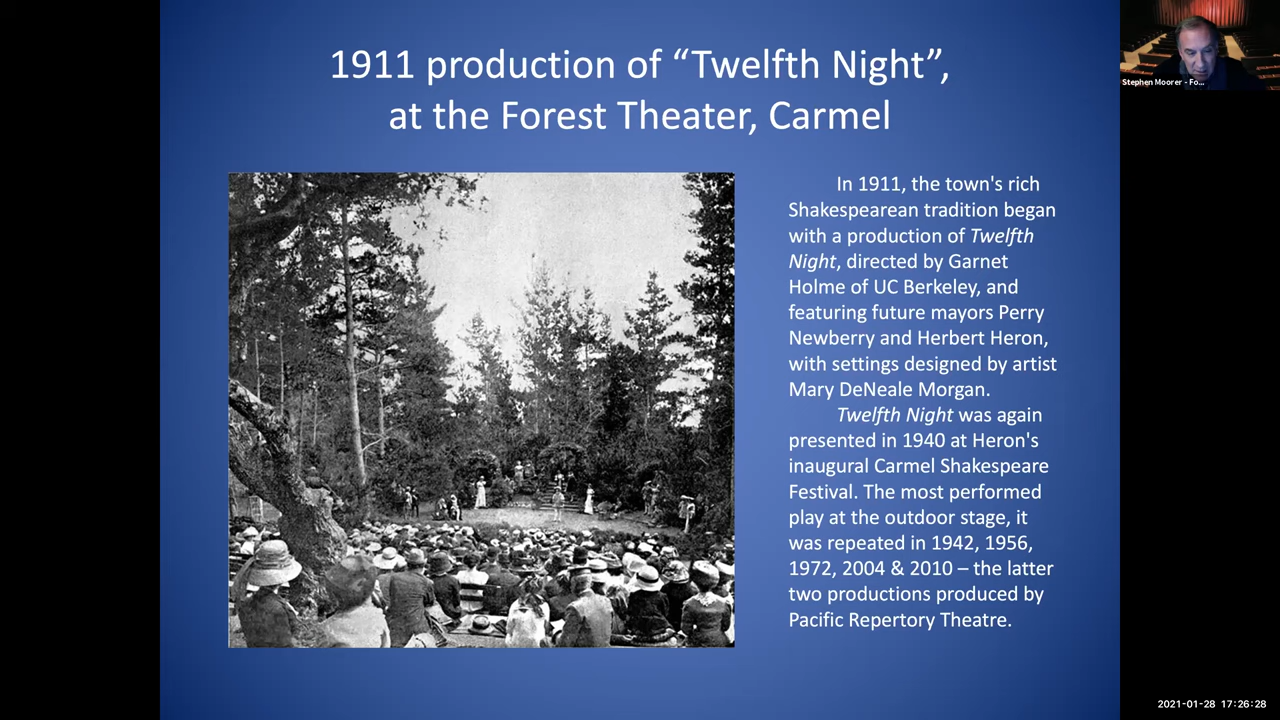 1911 production of “Twelfth Night”,
at the Forest Theater, Carmel
Stephen Moorer - Fo...
In 1911, the town's rich
Shakespearean tradition began
with a production of Twelfth
Night, directed by Garnet
Holme of UC Berkeley, and
featuring future mayors Perry
Newberry and Herbert Heron,
with settings designed by artist
Mary DeNeale Morgan.
Twelfth Night was again
presented in 1940 at Heron's
inaugural Carmel Shakespeare
Festival. The most performed
play at the outdoor stage, it
was repeated in 1942, 1956,
1972, 2004 & 2010 – the latter
two productions produced by
Pacific Repertory Theatre.
2021-01-28 17:26:28